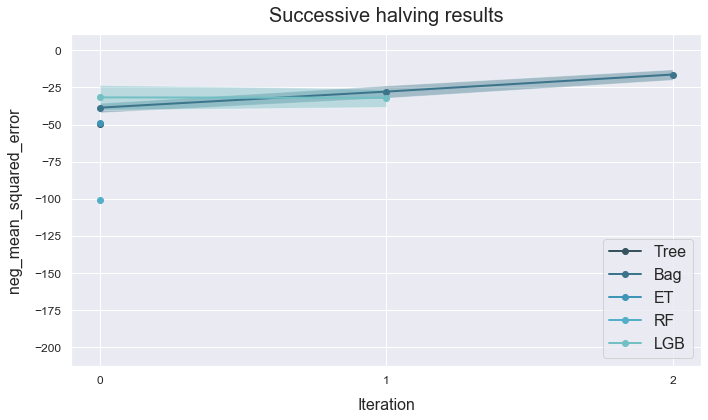 Successive halving results
neg_mean_squared_error
0
−25
−50
−75
−100
−125
−150
−175
−200
Tree
Bag
ET
RF
LGB
0 1 2
Iteration